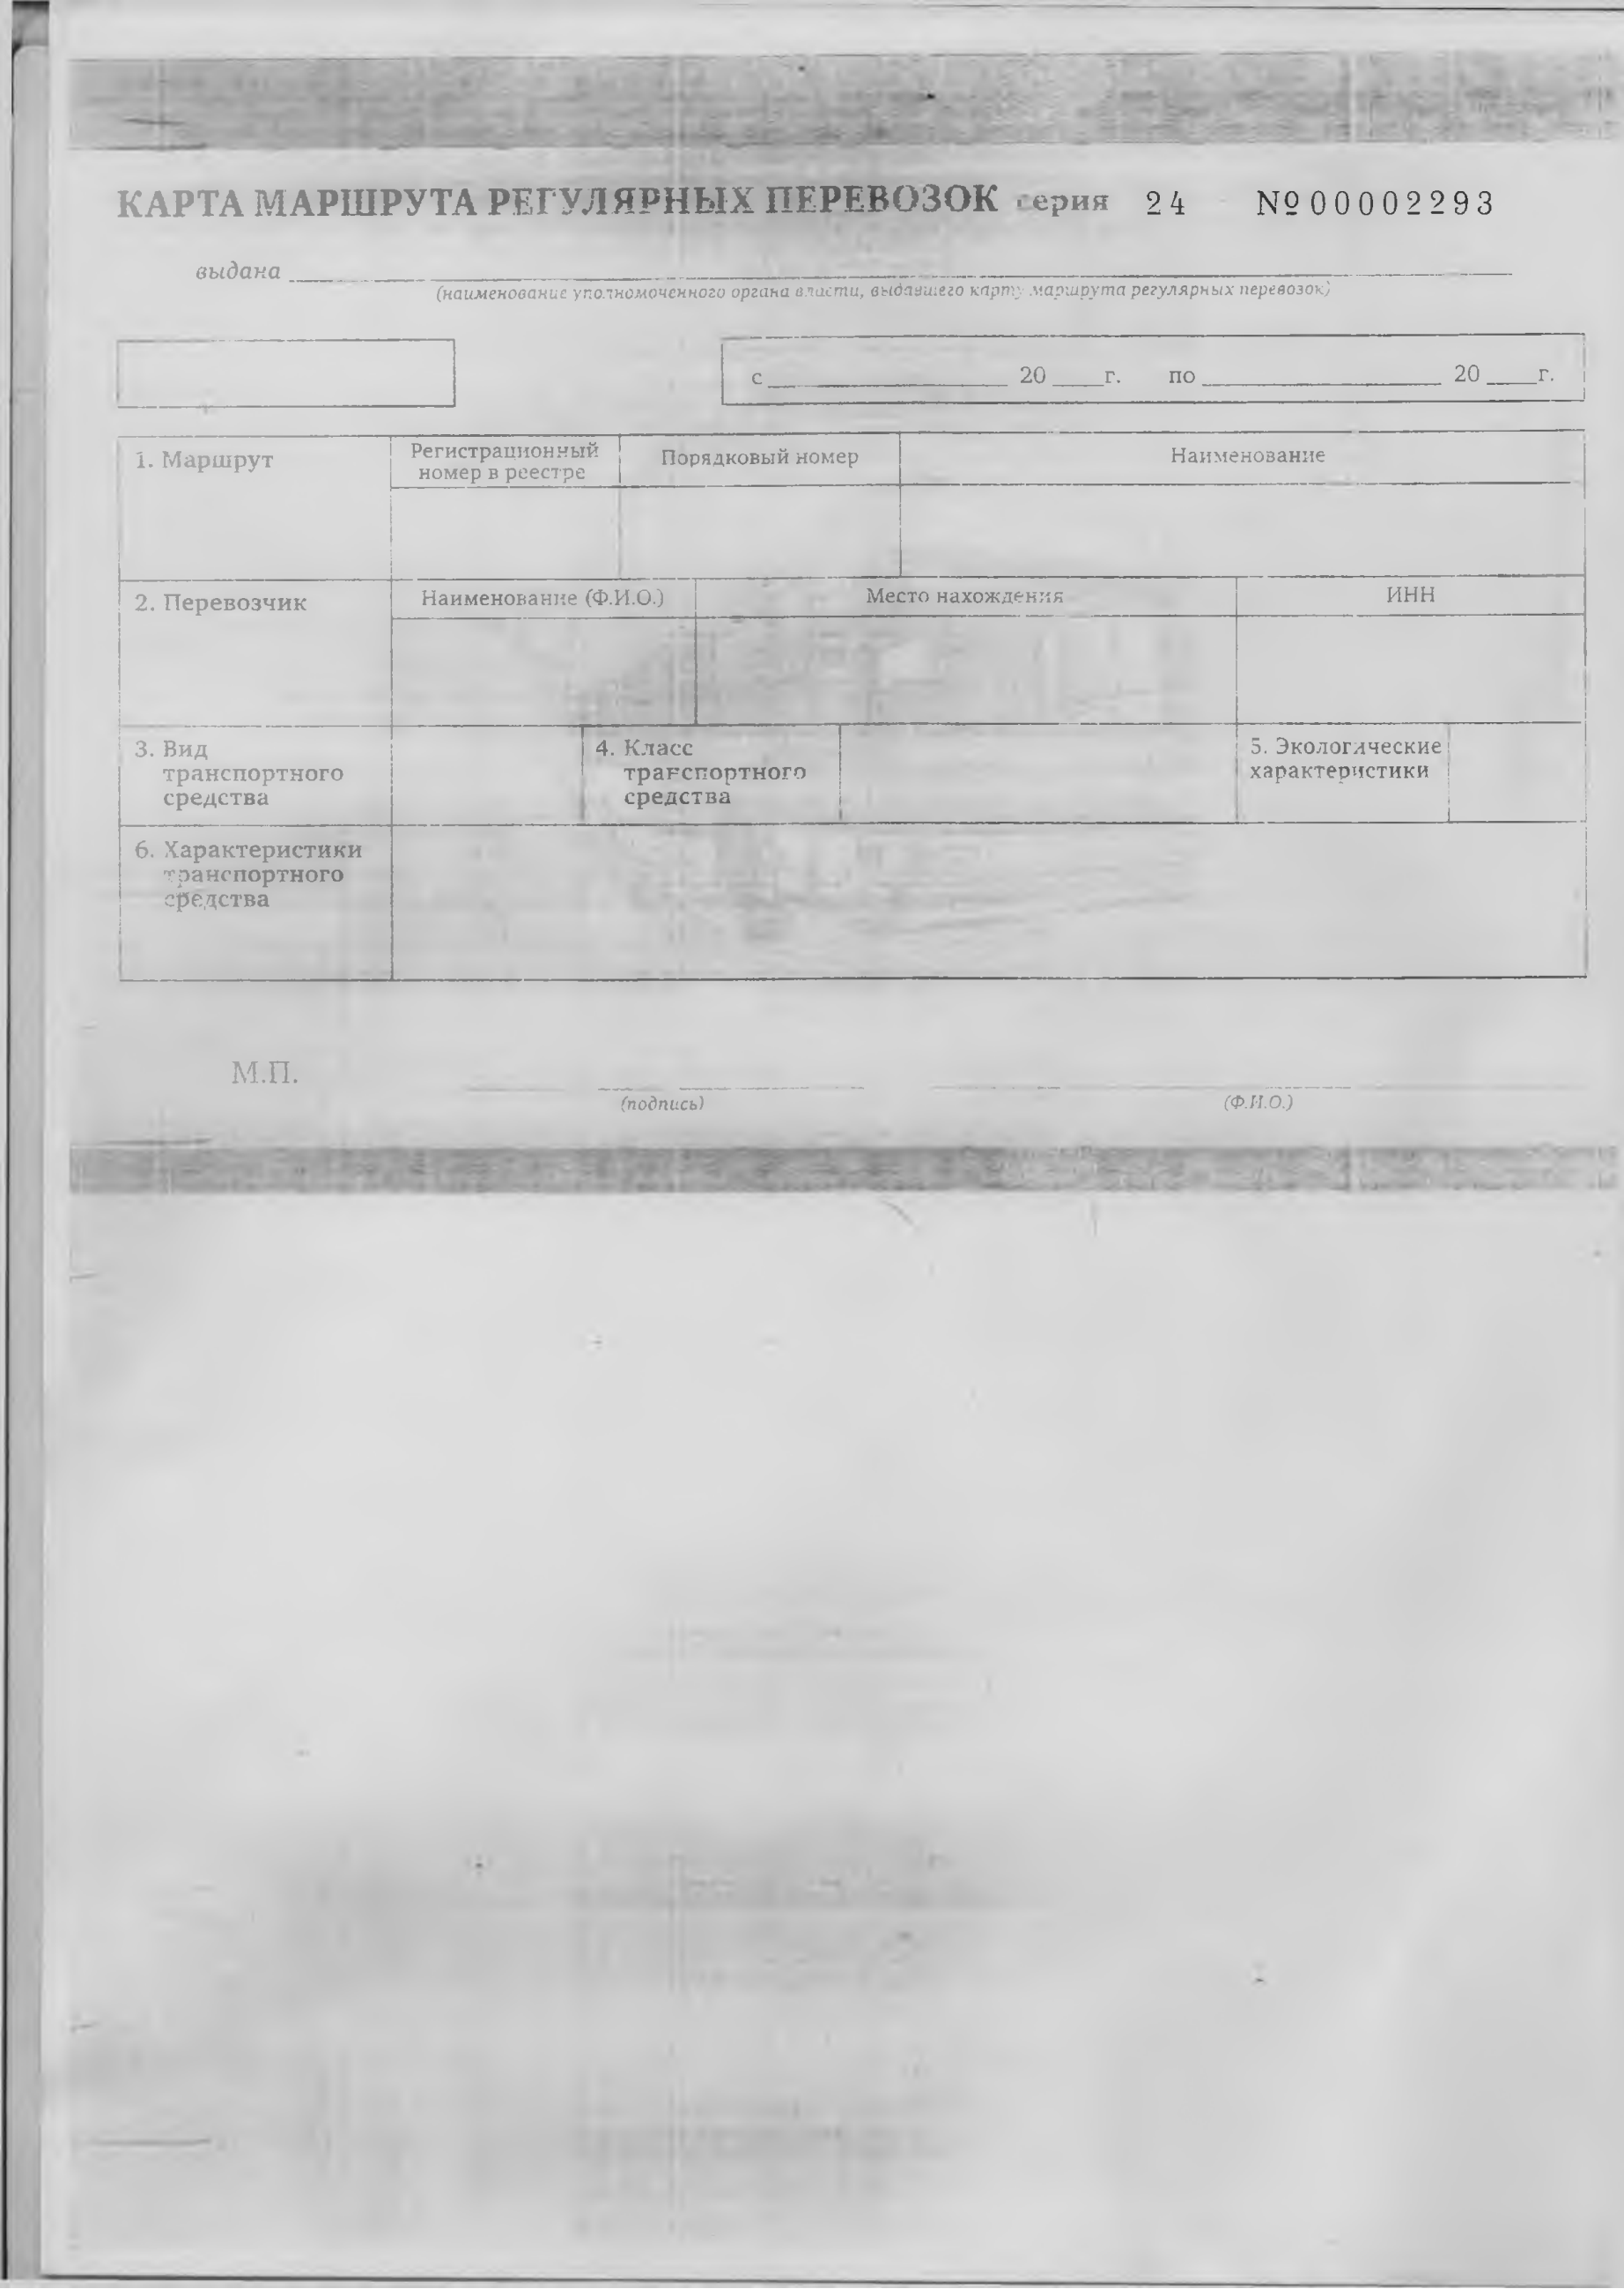 КАРТА МАРШРУТА РЕГУЛЯРНЫХ ПЕРЕВОЗОК серия 24 №00002293
выдана
(наименование уполномоченного органа власти, выдавшего карту маршрута регулярных перевозок)
с 20 г. по 20 г.
1. Маршрут
Регистрационный
номер в реестре
Порядковый номер
Наименование
2. Перевозчик
Наименование (Ф.И.О.)
Место нахождения
ИНН
3. Вид
транспортного
средства
4. Класс
транспортного
средства
5. Экологические
характеристики
6. Характеристики
транспортного
средства
М.П.
(подпись)
(Ф.И.О.)